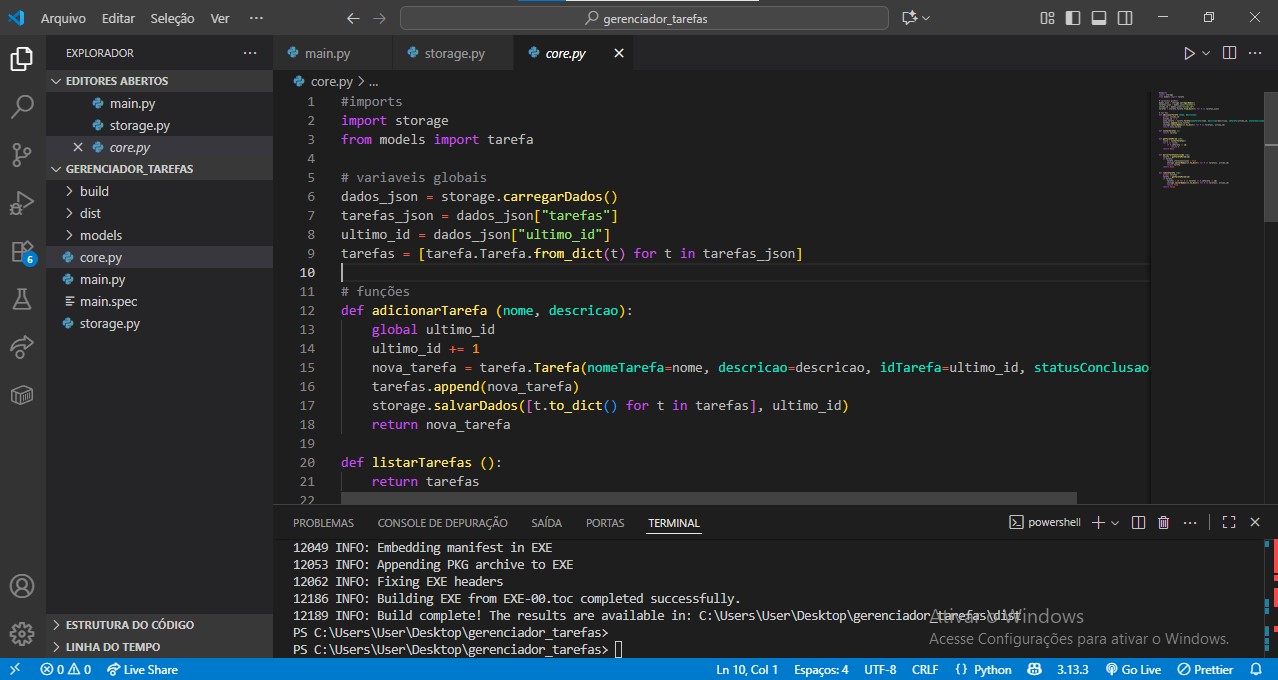 Arquivo Editar Seleção Ver ··· gerenciador_tarefas
EXPLORADOR ···
EDITORES ABERTOS
main.py
storage.py
core.py
GERENCIADOR_TAREFAS
build
dist
models
core.py
main.py
main.spec
storage.py
ESTRUTURA DO CÓDIGO
LINHA DO TEMPO
6
main.py storage.py core.py
core.py > ...
1 #imports
2 import storage
3 from models import tarefa
4
5 # variaveis globais
6 dados_json = storage.carregarDados()
7 tarefas_json = dados_json["tarefas"]
8 ultimo_id = dados_json["ultimo_id"]
9 tarefas = [tarefa.Tarefa.from_dict(t) for t in tarefas_json]
10
11 # funções
12 def adicionarTarefa (nome, descricao):
13 global ultimo_id
14 ultimo_id += 1
15 nova_tarefa = tarefa.Tarefa(nomeTarefa=nome, descricao=descricao, idTarefa=ultimo_id, statusConclusao
16 tarefas.append(nova_tarefa)
17 storage.salvarDados([t.to_dict() for t in tarefas], ultimo_id)
18 return nova_tarefa
19
20 def listarTarefas ():
21 return tarefas
22
PROBLEMAS CONSOLE DE DEPURAÇÃO SAÍDA PORTAS TERMINAL powershell
12049 INFO: Embedding manifest in EXE
12053 INFO: Appending PKG archive to EXE
12062 INFO: Fixing EXE headers
12186 INFO: Building EXE from EXE-00.toc completed successfully.
12189 INFO: Build complete! The results are available in: C:\Users\User\Desktop\gerenciador_tarefas\dist
PS C:\Users\User\Desktop\gerenciador_tarefas>
PS C:\Users\User\Desktop\gerenciador_tarefas>
Ativar o Windows
Acesse Configurações para ativar o Windows.
0 0 Live Share Ln 10, Col 1 Espaços: 4 UTF-8 CRLF {} Python 3.13.3 Go Live Prettier